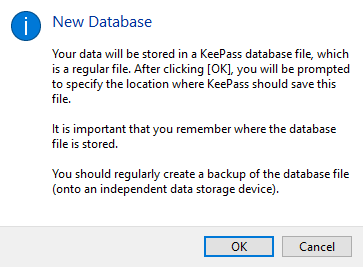 New Database
Your data will be stored in a KeePass database file, which
is a regular file. After clicking [OK], you will be prompted
to specify the location where KeePass should save this
file.
It is important that you remember where the database
file is stored.
You should regularly create a backup of the database file
(onto an independent data storage device).
OK
Cancel